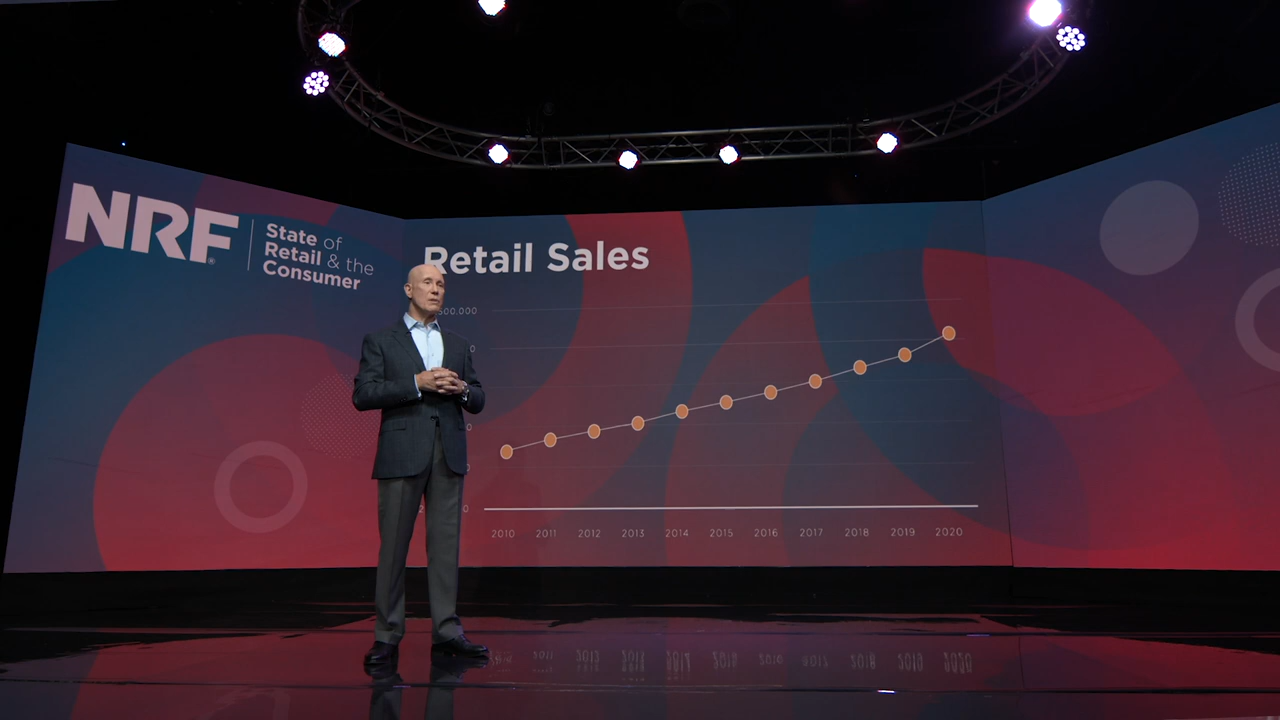 NRF®
State of
Retail & the
Consumer
Retail Sales
2010 2011 2012 2013 2014 2015 2016 2017 2018 2019 2020